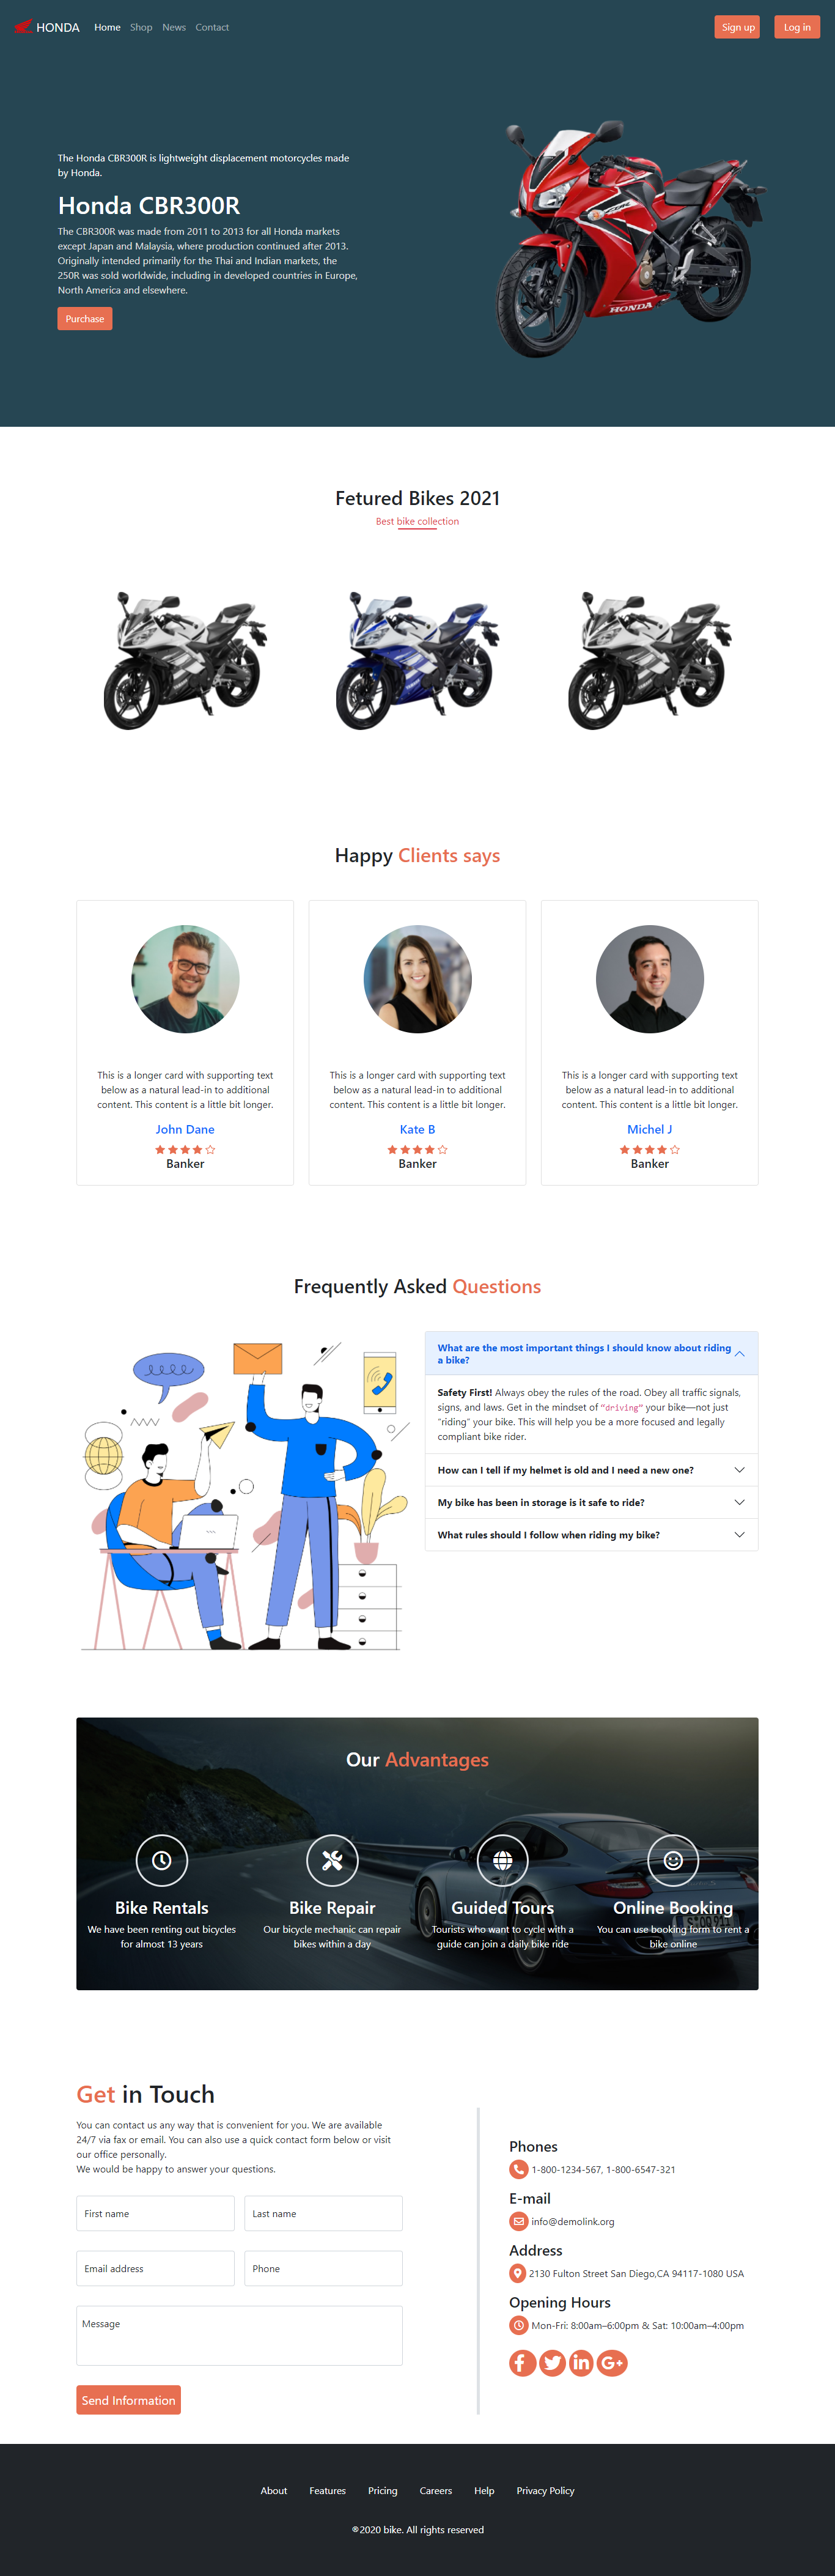 HONDA
Home
Shop
News
Contact
Sign up
Log in
The Honda CBR300R is lightweight displacement motorcycles made
by Honda.
Honda CBR300R
The CBR300R was made from 2011 to 2013 for all Honda markets
except Japan and Malaysia, where production continued after 2013.
Originally intended primarily for the Thai and Indian markets, the
250R was sold worldwide, including in developed countries in Europe,
North America and elsewhere.
Purchase
HONDA
Fetured Bikes 2021
Best bike collection
Happy Clients says
This is a longer card with supporting text
below as a natural lead-in to additional
content. This content is a little bit longer.
John Dane
Banker
This is a longer card with supporting text
below as a natural lead-in to additional
content. This content is a little bit longer.
Kate B
Banker
This is a longer card with supporting text
below as a natural lead-in to additional
content. This content is a little bit longer.
Michel J
Banker
Frequently Asked Questions
What are the most important things I should know about riding
a bike?
Safety First! Always obey the rules of the road. Obey all traffic signals,
signs, and laws. Get in the mindset of “driving” your bike—not just
“riding” your bike. This will help you be a more focused and legally
compliant bike rider.
How can I tell if my helmet is old and I need a new one?
My bike has been in storage is it safe to ride?
What rules should I follow when riding my bike?
Our Advantages
Bike Rentals
We have been renting out bicycles
for almost 13 years
Bike Repair
Our bicycle mechanic can repair
bikes within a day
Guided Tours
Tourists who want to cycle with a
guide can join a daily bike ride
Online Booking
You can use booking form to rent a
bike online
Get in Touch
You can contact us any way that is convenient for you. We are available
24/7 via fax or email. You can also use a quick contact form below or visit
our office personally.
We would be happy to answer your questions.
First name
Last name
Email address
Phone
Message
Send Information
Phones
1-800-1234-567, 1-800-6547-321
E-mail
info@demolink.org
Address
2130 Fulton Street San Diego,CA 94117-1080 USA
Opening Hours
Mon-Fri: 8:00am–6:00pm & Sat: 10:00am–4:00pm
About
Features
Pricing
Careers
Help
Privacy Policy
©2020 bike. All rights reserved